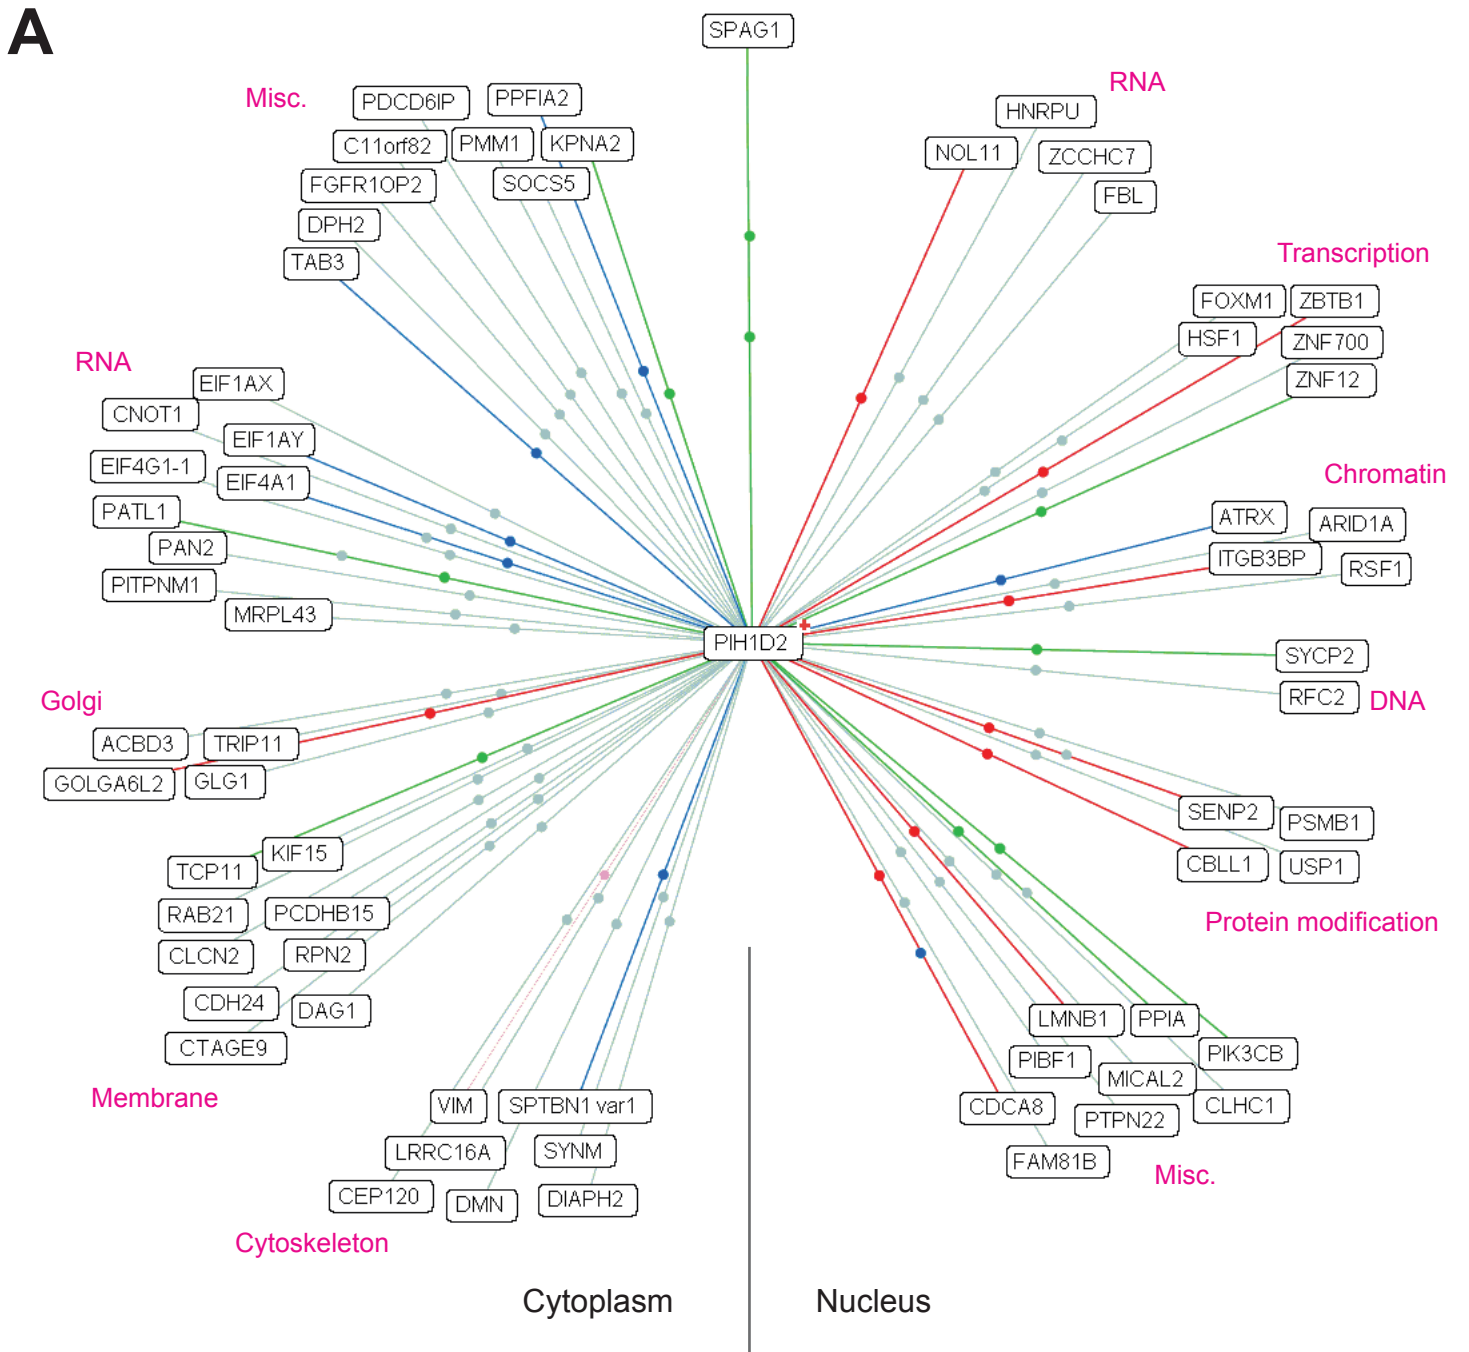 A
SPAG1
Misc.
PDCD6IP
PPFIA2
C11orf82
PMM1
KPNA2
FGFR1OP2
SOCS5
DPH2
TAB3
RNA
HNRPU
NOL11
ZCCHC7
FBL
Transcription
FOXM1
ZBTB1
HSF1
ZNF700
ZNF12
RNA
EIF1AX
CNOT1
EIF1AY
EIF4G1-1
EIF4A1
PATL1
PAN2
PITPNM1
MRPL43
Chromatin
ATRX
ARID1A
ITGB3BP
RSF1
PIH1D2
SYCP2
RFC2
DNA
Golgi
ACBD3
TRIP11
GOLGA6L2
GLG1
SENP2
PSMB1
CBLL1
USP1
Protein modification
KIF15
TCP11
RAB21
PCDHB15
CLCN2
RPN2
CDH24
DAG1
CTAGE9
Membrane
LMNB1
PPIA
PIK3CB
PIBF1
MICAL2
CLHC1
CDCA8
PTPN22
FAM81B
Misc.
VIM
SPTBN1 var1
LRRC16A
SYNM
CEP120
DMN
DIAPH2
Cytoskeleton
Cytoplasm
Nucleus